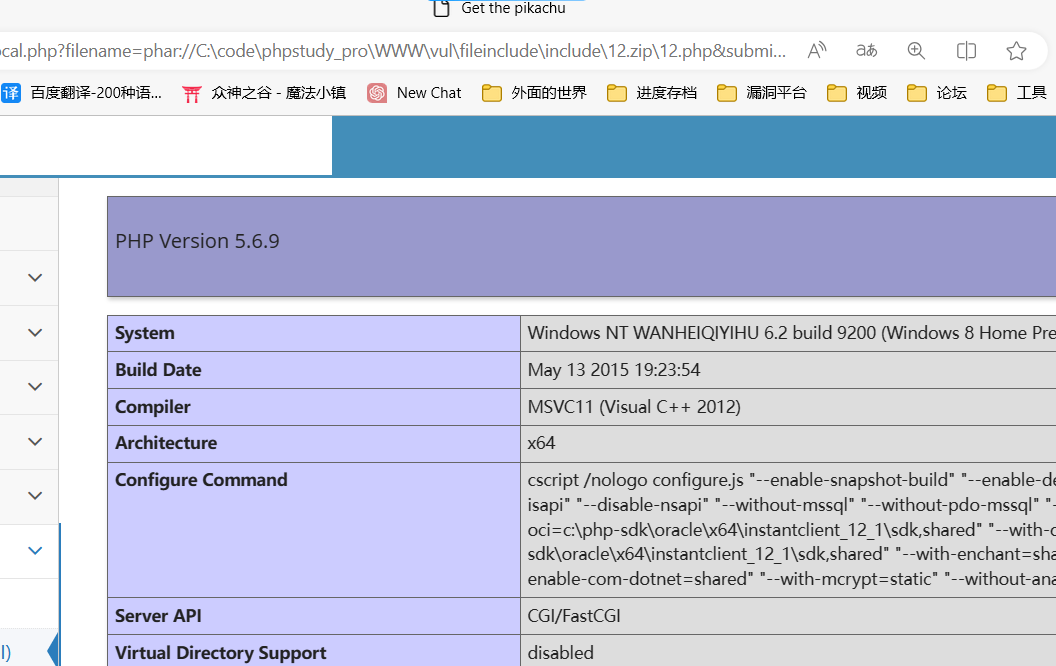 Get the pikachu
ocal.php?filename=phar://C:\code\phpstudy_pro\WWW\vul\fileinclude\include\12.zip\12.php&submi...
A
aあ
译 百度翻译-200种语... 众神之谷 - 魔法小镇 New Chat 外面的世界 进度存档 漏洞平台 视频 论坛 工具
PHP Version 5.6.9
System Windows NT WANHEIQIYIHU 6.2 build 9200 (Windows 8 Home Pre
Build Date May 13 2015 19:23:54
Compiler MSVC11 (Visual C++ 2012)
Architecture x64
Configure Command cscript /nologo configure.js "--enable-snapshot-build" "--enable-de
isapi" "--disable-nsapi" "--without-mssql" "--without-pdo-mssql" "-
oci=c:\php-sdk\oracle\x64\instantclient_12_1\sdk,shared" "--with-o
sdk\oracle\x64\instantclient_12_1\sdk,shared" "--with-enchant=sha
enable-com-dotnet=shared" "--with-mcrypt=static" "--without-ana
Server API CGI/FastCGI
l)
Virtual Directory Support disabled